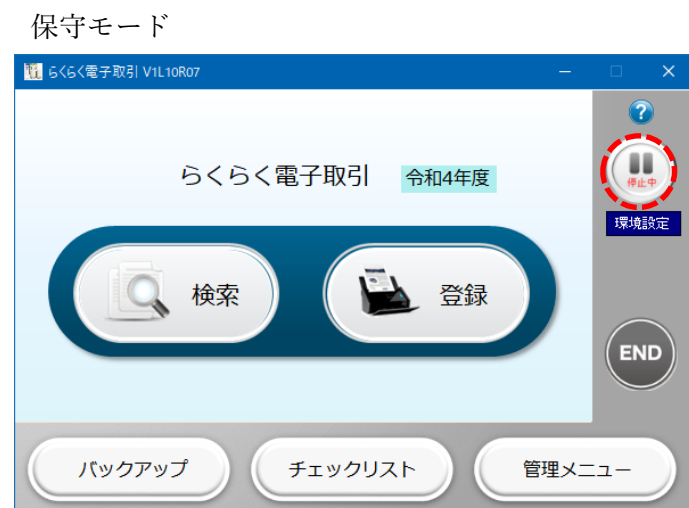 保守モード
らくらく電子取引 V1L10R07
?
らくらく電子取引 令和4年度
停止中
環境設定
検索
登録
END
バックアップ
チェックリスト
管理メニュー